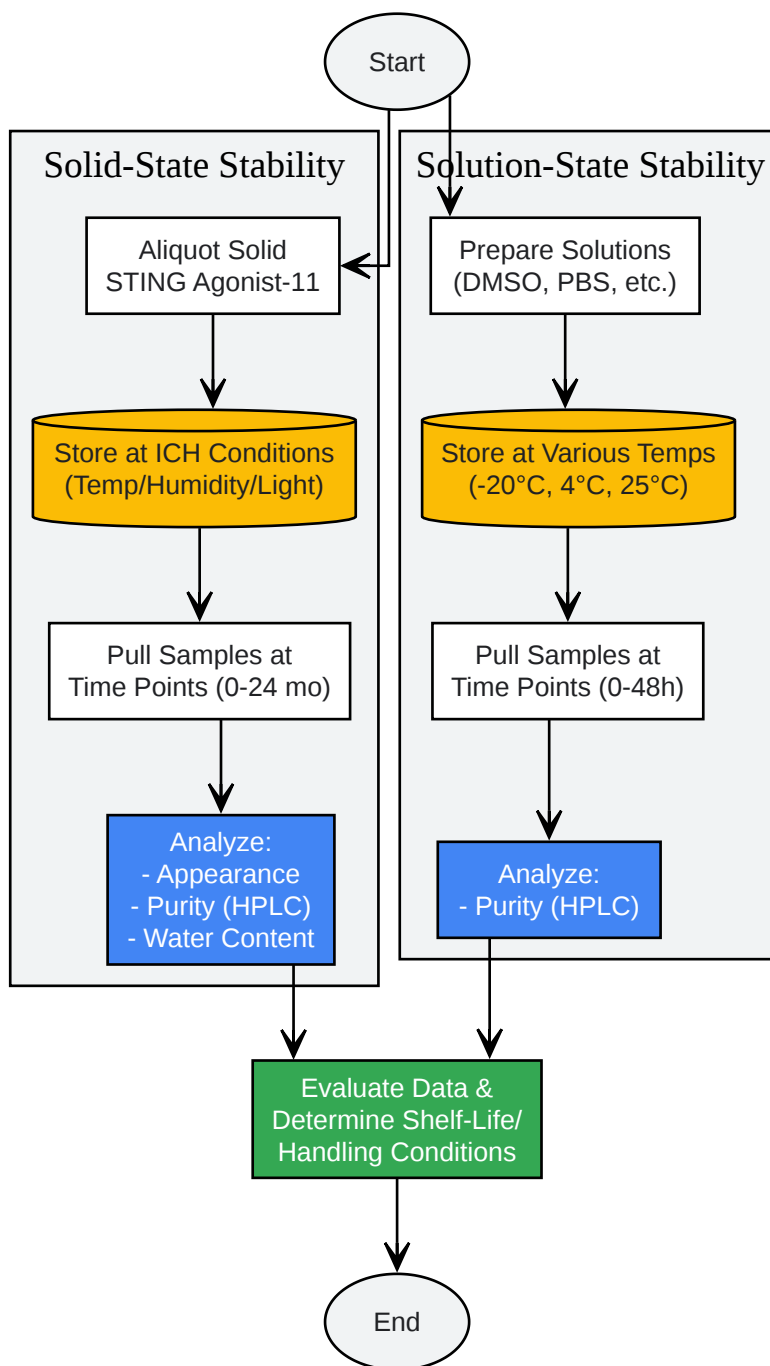 Start
Solid-State Stability
Aliquot Solid
STING Agonist-11
Store at ICH Conditions
(Temp/Humidity/Light)
Pull Samples at
Time Points (0-24 mo)
Analyze:
- Appearance
- Purity (HPLC)
- Water Content
Solution-State Stability
Prepare Solutions
(DMSO, PBS, etc.)
Store at Various Temps
(-20°C, 4°C, 25°C)
Pull Samples at
Time Points (0-48h)
Analyze:
- Purity (HPLC)
Evaluate Data &
Determine Shelf-Life/
Handling Conditions
End